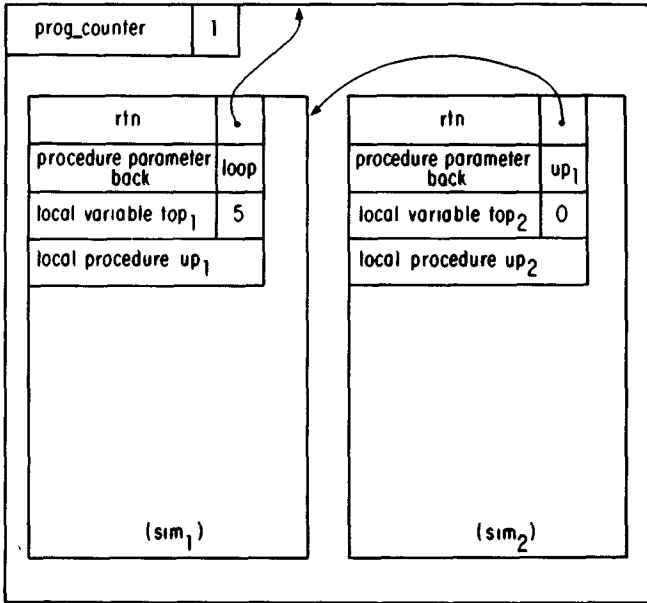 prog_counter 1
rtn
procedure parameter back loop
local variable top1 5
local procedure up1
(sim1)
rtn
procedure parameter back up1
local variable top2 0
local procedure up2
(sim2)